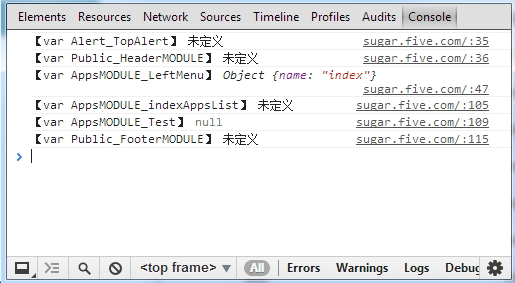 Elements Resources Network Sources Timeline Profiles Audits Console
【var Alert_TopAlert】 未定义 sugar.five.com/:35
【var Public_HeaderMODULE】 未定义 sugar.five.com/:36
【var AppsMODULE_LeftMenu】 Object {name: "index"}
sugar.five.com/:47
【var AppsMODULE_indexAppsList】 未定义 sugar.five.com/:105
【var AppsMODULE_Test】 null sugar.five.com/:109
【var Public_FooterMODULE】 未定义 sugar.five.com/:115
<top frame> All Errors Warnings Logs Debug